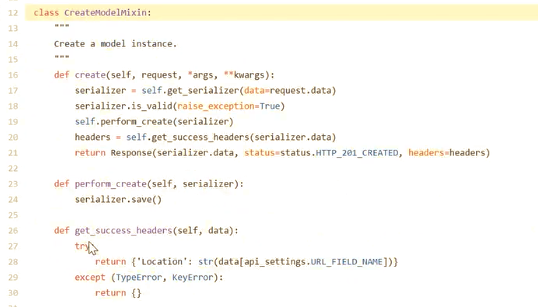 12 class CreateModelMixin:
13     """
14     Create a model instance.
15     """
16     def create(self, request, *args, **kwargs):
17         serializer = self.get_serializer(data=request.data)
18         serializer.is_valid(raise_exception=True)
19         self.perform_create(serializer)
20         headers = self.get_success_headers(serializer.data)
21         return Response(serializer.data, status=status.HTTP_201_CREATED, headers=headers)
22
23     def perform_create(self, serializer):
24         serializer.save()
25
26     def get_success_headers(self, data):
27         try
28             return {'Location': str(data[api_settings.URL_FIELD_NAME])}
29         except (TypeError, KeyError):
30             return {}